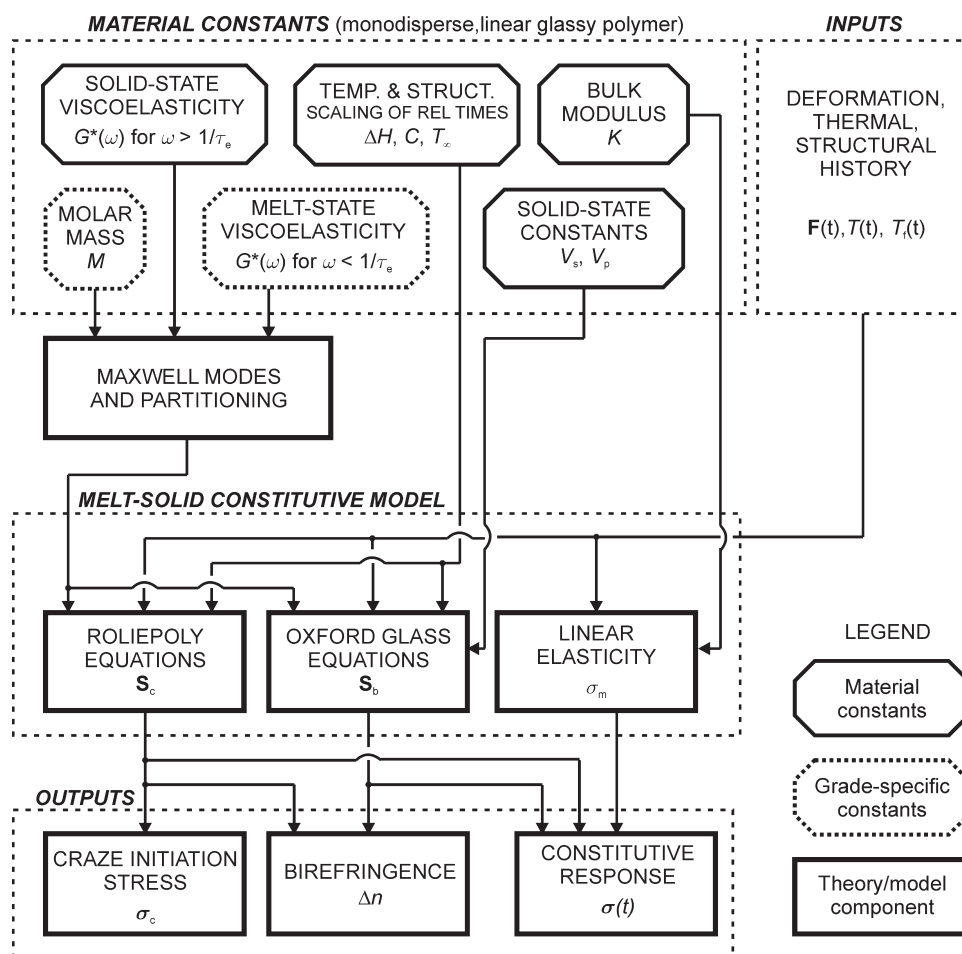 MATERIAL CONSTANTS (monodisperse,linear glassy polymer)
INPUTS
SOLID-STATE
VISCOELASTICITY
G*(ω) for ω > 1/τe
TEMP. & STRUCT.
SCALING OF REL TIMES
ΔH, C, T∞
BULK
MODULUS
K
DEFORMATION,
THERMAL,
STRUCTURAL
HISTORY
F(t),T(t), Tf(t)
MOLAR
MASS
M
MELT-STATE
VISCOELASTICITY
G*(ω) for ω < 1/τe
SOLID-STATE
CONSTANTS
Vs, Vp
MAXWELL MODES
AND PARTITIONING
MELT-SOLID CONSTITUTIVE MODEL
ROLIEPOLY
EQUATIONS
Sc
OXFORD GLASS
EQUATIONS
Sb
LINEAR
ELASTICITY
σm
OUTPUTS
CRAZE INITIATION
STRESS
σc
BIREFRINGENCE
Δn
CONSTITUTIVE
RESPONSE
σ(t)
LEGEND
Material
constants
Grade-specific
constants
Theory/model
component